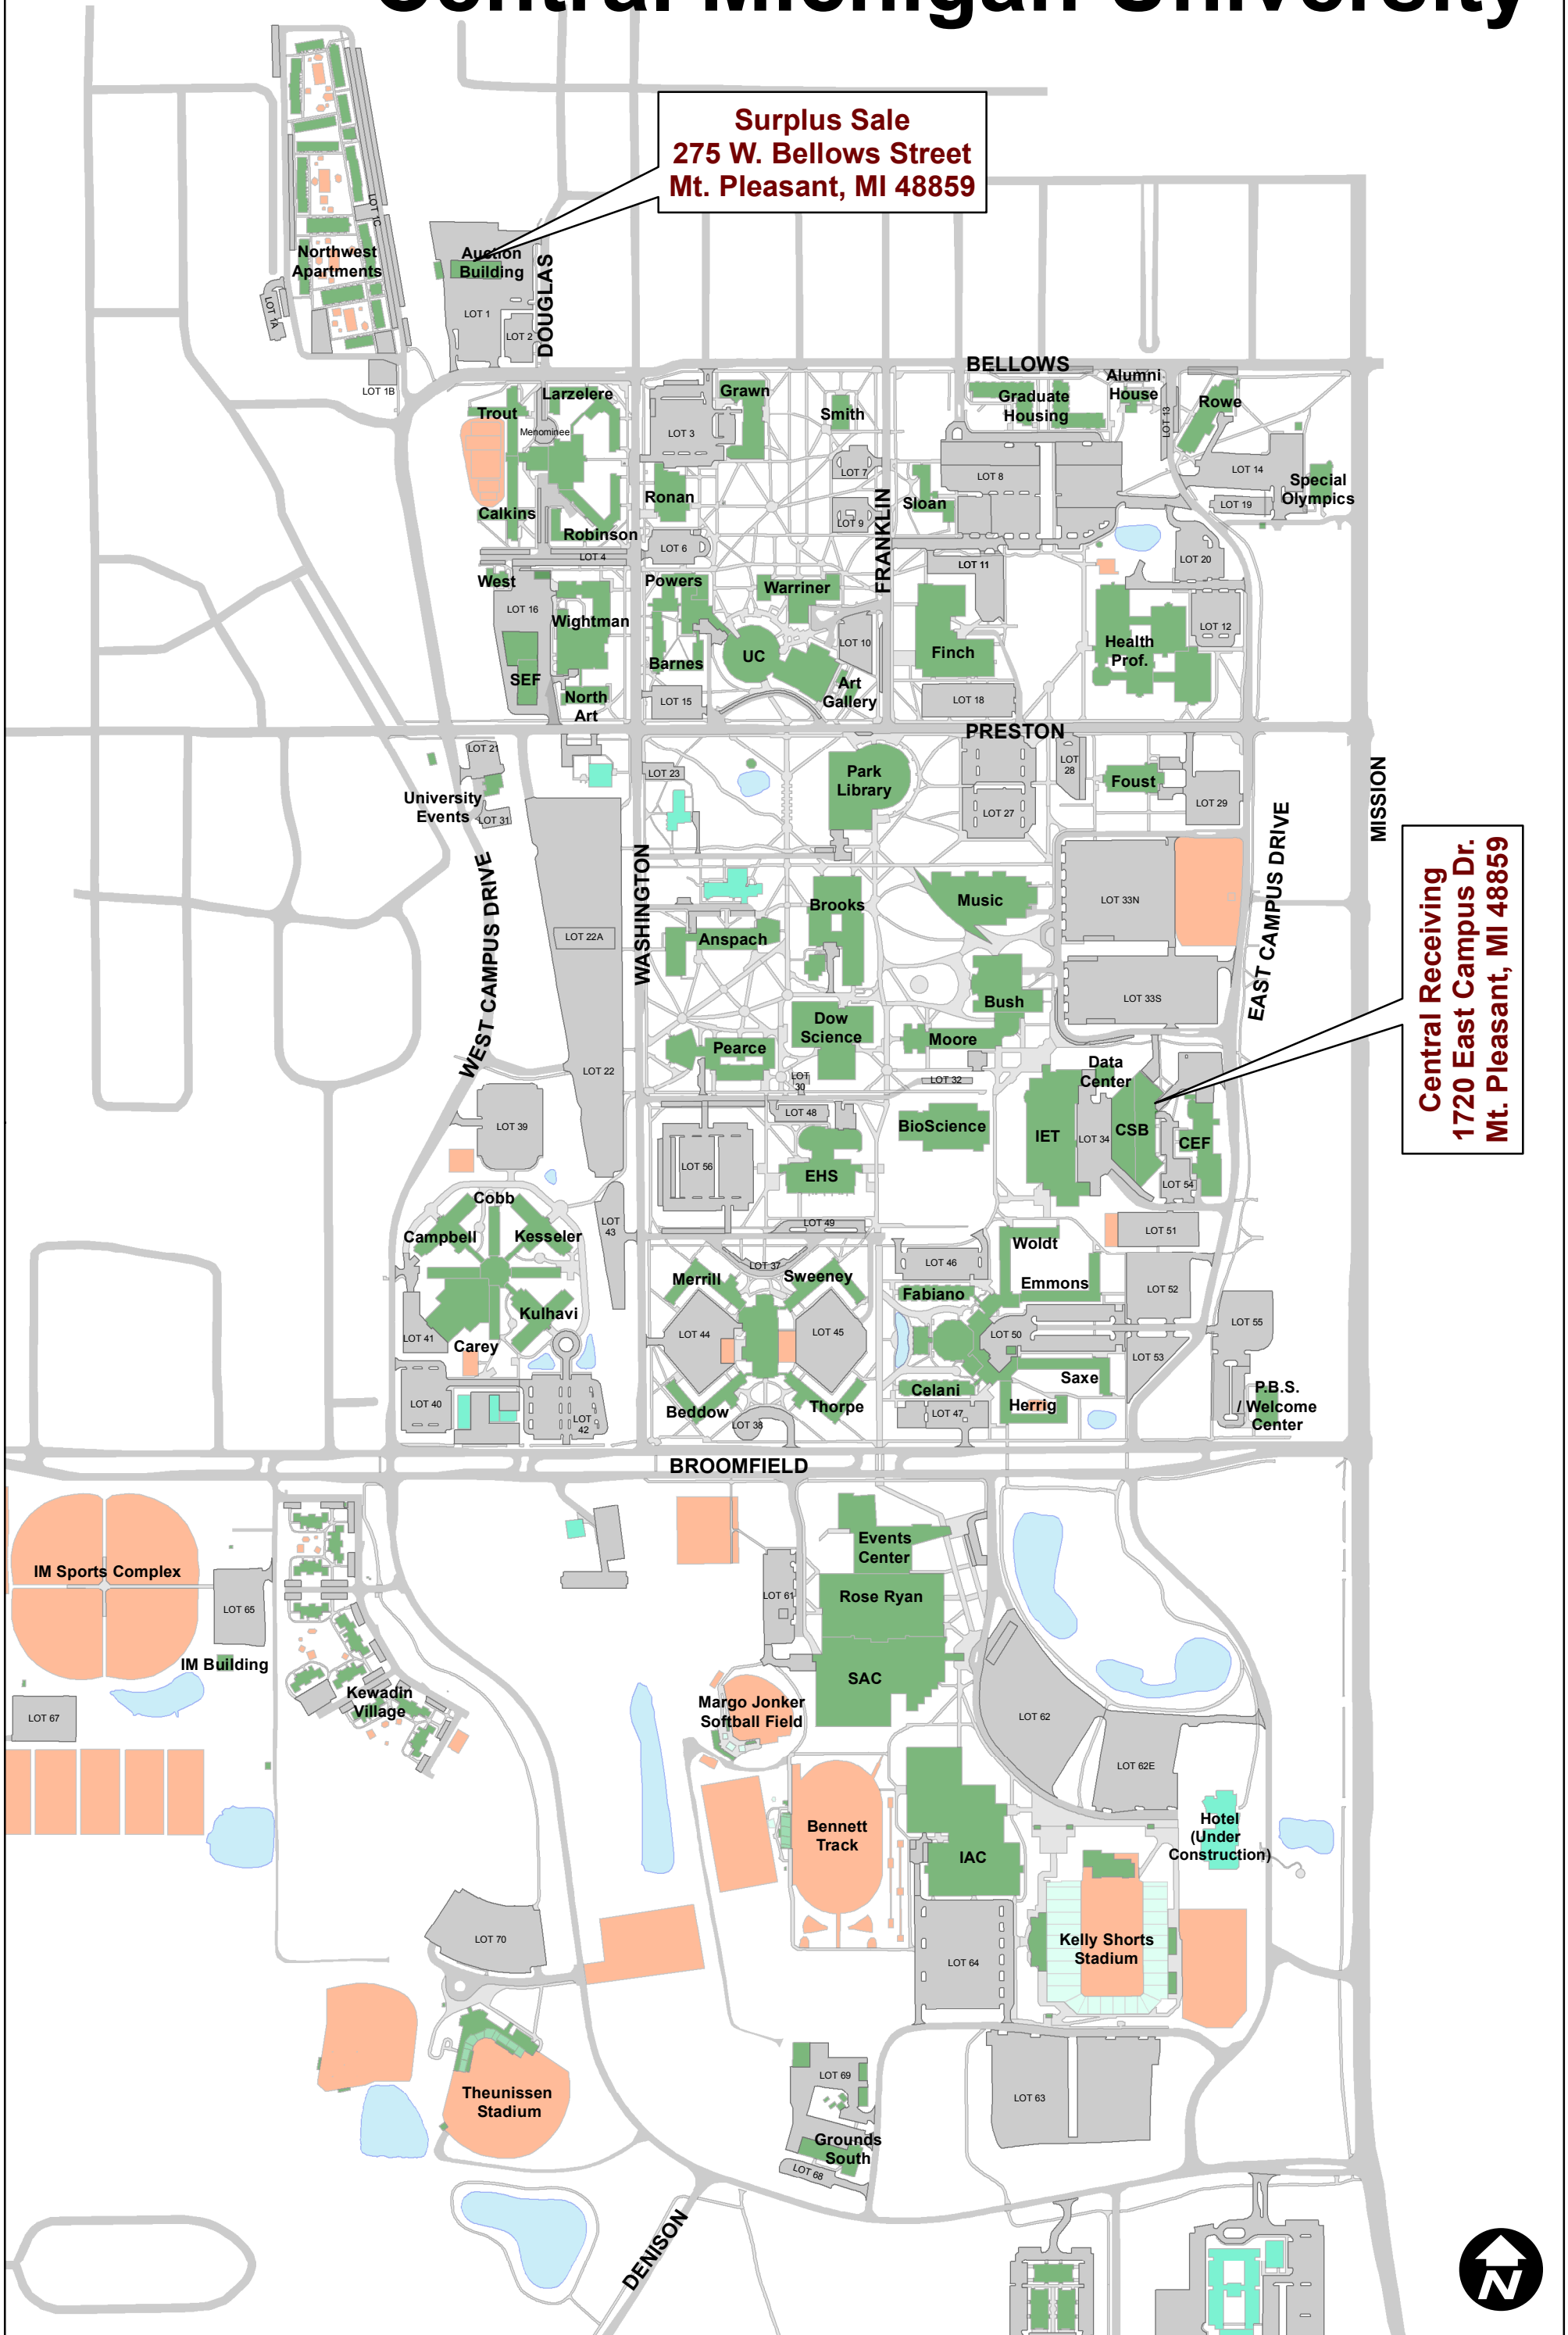 Central Michigan University
Surplus Sale
275 W. Bellows Street
Mt. Pleasant, MI 48859
LOT 1C
Northwest
Apartments
Auction
Building
DOUGLAS
LOT 1A
LOT 1
LOT 2
LOT 1B
BELLOWS
Larzelere
Trout
Menominee
Grawn
LOT 3
Smith
Graduate
Housing
Alumni
House
LOT 13
Rowe
LOT 7
LOT 8
LOT 14
Special
Olympics
Ronan
Calkins
Robinson
LOT 9
FRANKLIN
Sloan
LOT 19
LOT 6
LOT 4
LOT 11
LOT 20
West
Powers
Warriner
LOT 16
Wightman
LOT 10
LOT 12
Health
Prof.
Finch
UC
Barnes
SEF
North
Art
LOT 15
Art
Gallery
LOT 18
PRESTON
LOT 21
LOT 23
Park
Library
LOT
28
Foust
University
Events
LOT 31
LOT 27
LOT 29
MISSION
WEST CAMPUS DRIVE
WASHINGTON
EAST CAMPUS DRIVE
Central Receiving
1720 East Campus Dr.
Mt. Pleasant, MI 48859
Brooks
Music
LOT 33N
LOT 22A
Anspach
Bush
LOT 33S
Dow
Science
Moore
Pearce
LOT 22
LOT
30
LOT 32
Data
Center
LOT 39
LOT 48
BioScience
IET
LOT 34
CSB
CEF
LOT 56
EHS
LOT 54
Cobb
Campbell
Kesseler
LOT
43
LOT 49
Woldt
LOT 51
LOT 37
Merrill
Sweeney
LOT 46
Emmons
LOT 52
Fabiano
Kulhavi
LOT 41
Carey
LOT 44
LOT 45
LOT 50
LOT 55
LOT 53
Saxe
Celani
LOT 40
LOT
42
Beddow
LOT 38
Thorpe
LOT 47
Herrig
P.B.S.
/ Welcome
Center
BROOMFIELD
Events
Center
IM Sports Complex
LOT 65
LOT 61
Rose Ryan
IM Building
SAC
Kewadin
Village
Margo Jonker
Softball Field
LOT 67
LOT 62
LOT 62E
Bennett
Track
IAC
Hotel
(Under
Construction)
LOT 70
LOT 64
Kelly Shorts
Stadium
Theunissen
Stadium
LOT 69
LOT 63
Grounds
South
LOT 68
DENISON
N